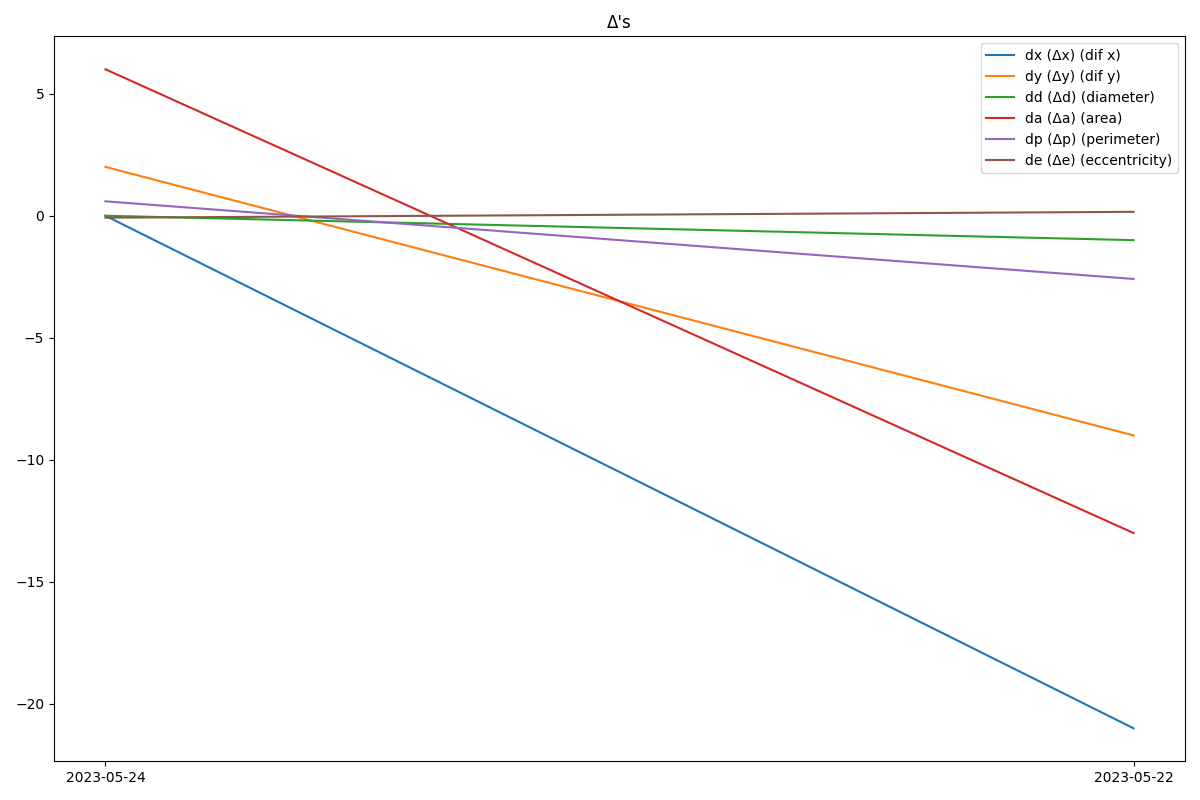 Δ's
dx (Δx) (dif x)
dy (Δy) (dif y)
dd (Δd) (diameter)
da (Δa) (area)
dp (Δp) (perimeter)
de (Δe) (eccentricity)
5
0
−5
−10
−15
−20
2023-05-24 2023-05-22